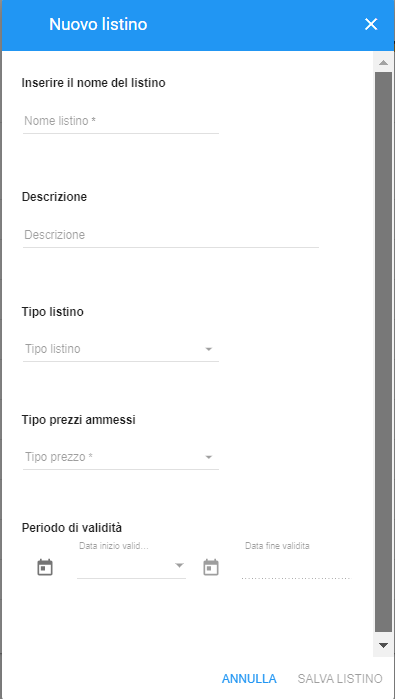 Nuovo listino
Inserire il nome del listino
Nome listino *
Descrizione
Descrizione
Tipo listino
Tipo listino
Tipo prezzi ammessi
Tipo prezzo *
Periodo di validità
Data inizio valid...
Data fine validita
ANNULLA
SALVA LISTINO